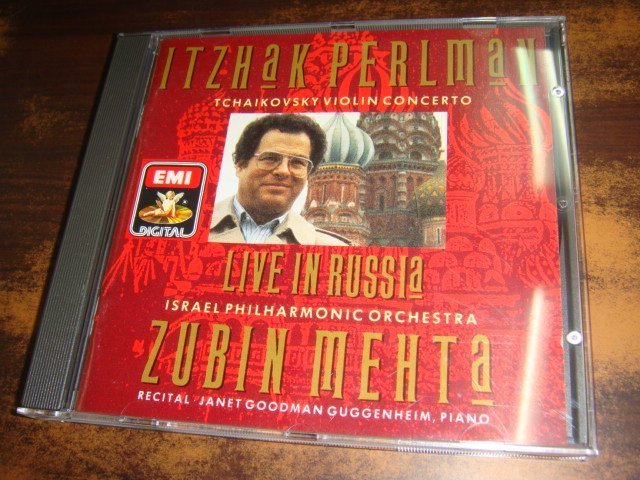 ITZHaK PERLMaN
TCHAIKOVSKY VIOLIN CONCERTO
EMI
DIGITAL
LIVE IN RUSSIa
ISRAEL PHILHARMONIC ORCHESTRA
ZUBIN MEHTa
RECITAL JANET GOODMAN GUGGENHEIM, PIANO